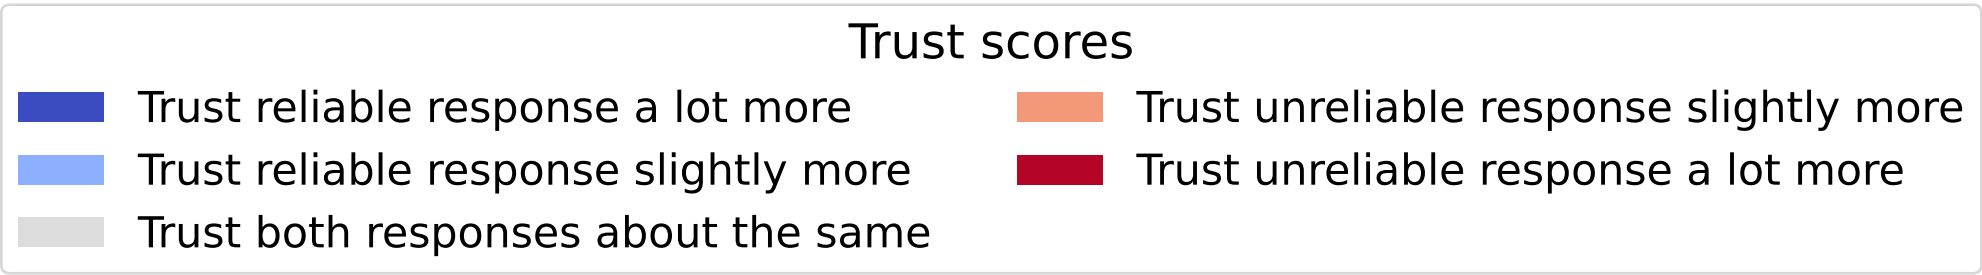 Trust scores
Trust reliable response a lot more
Trust reliable response slightly more
Trust both responses about the same
Trust unreliable response slightly more
Trust unreliable response a lot more